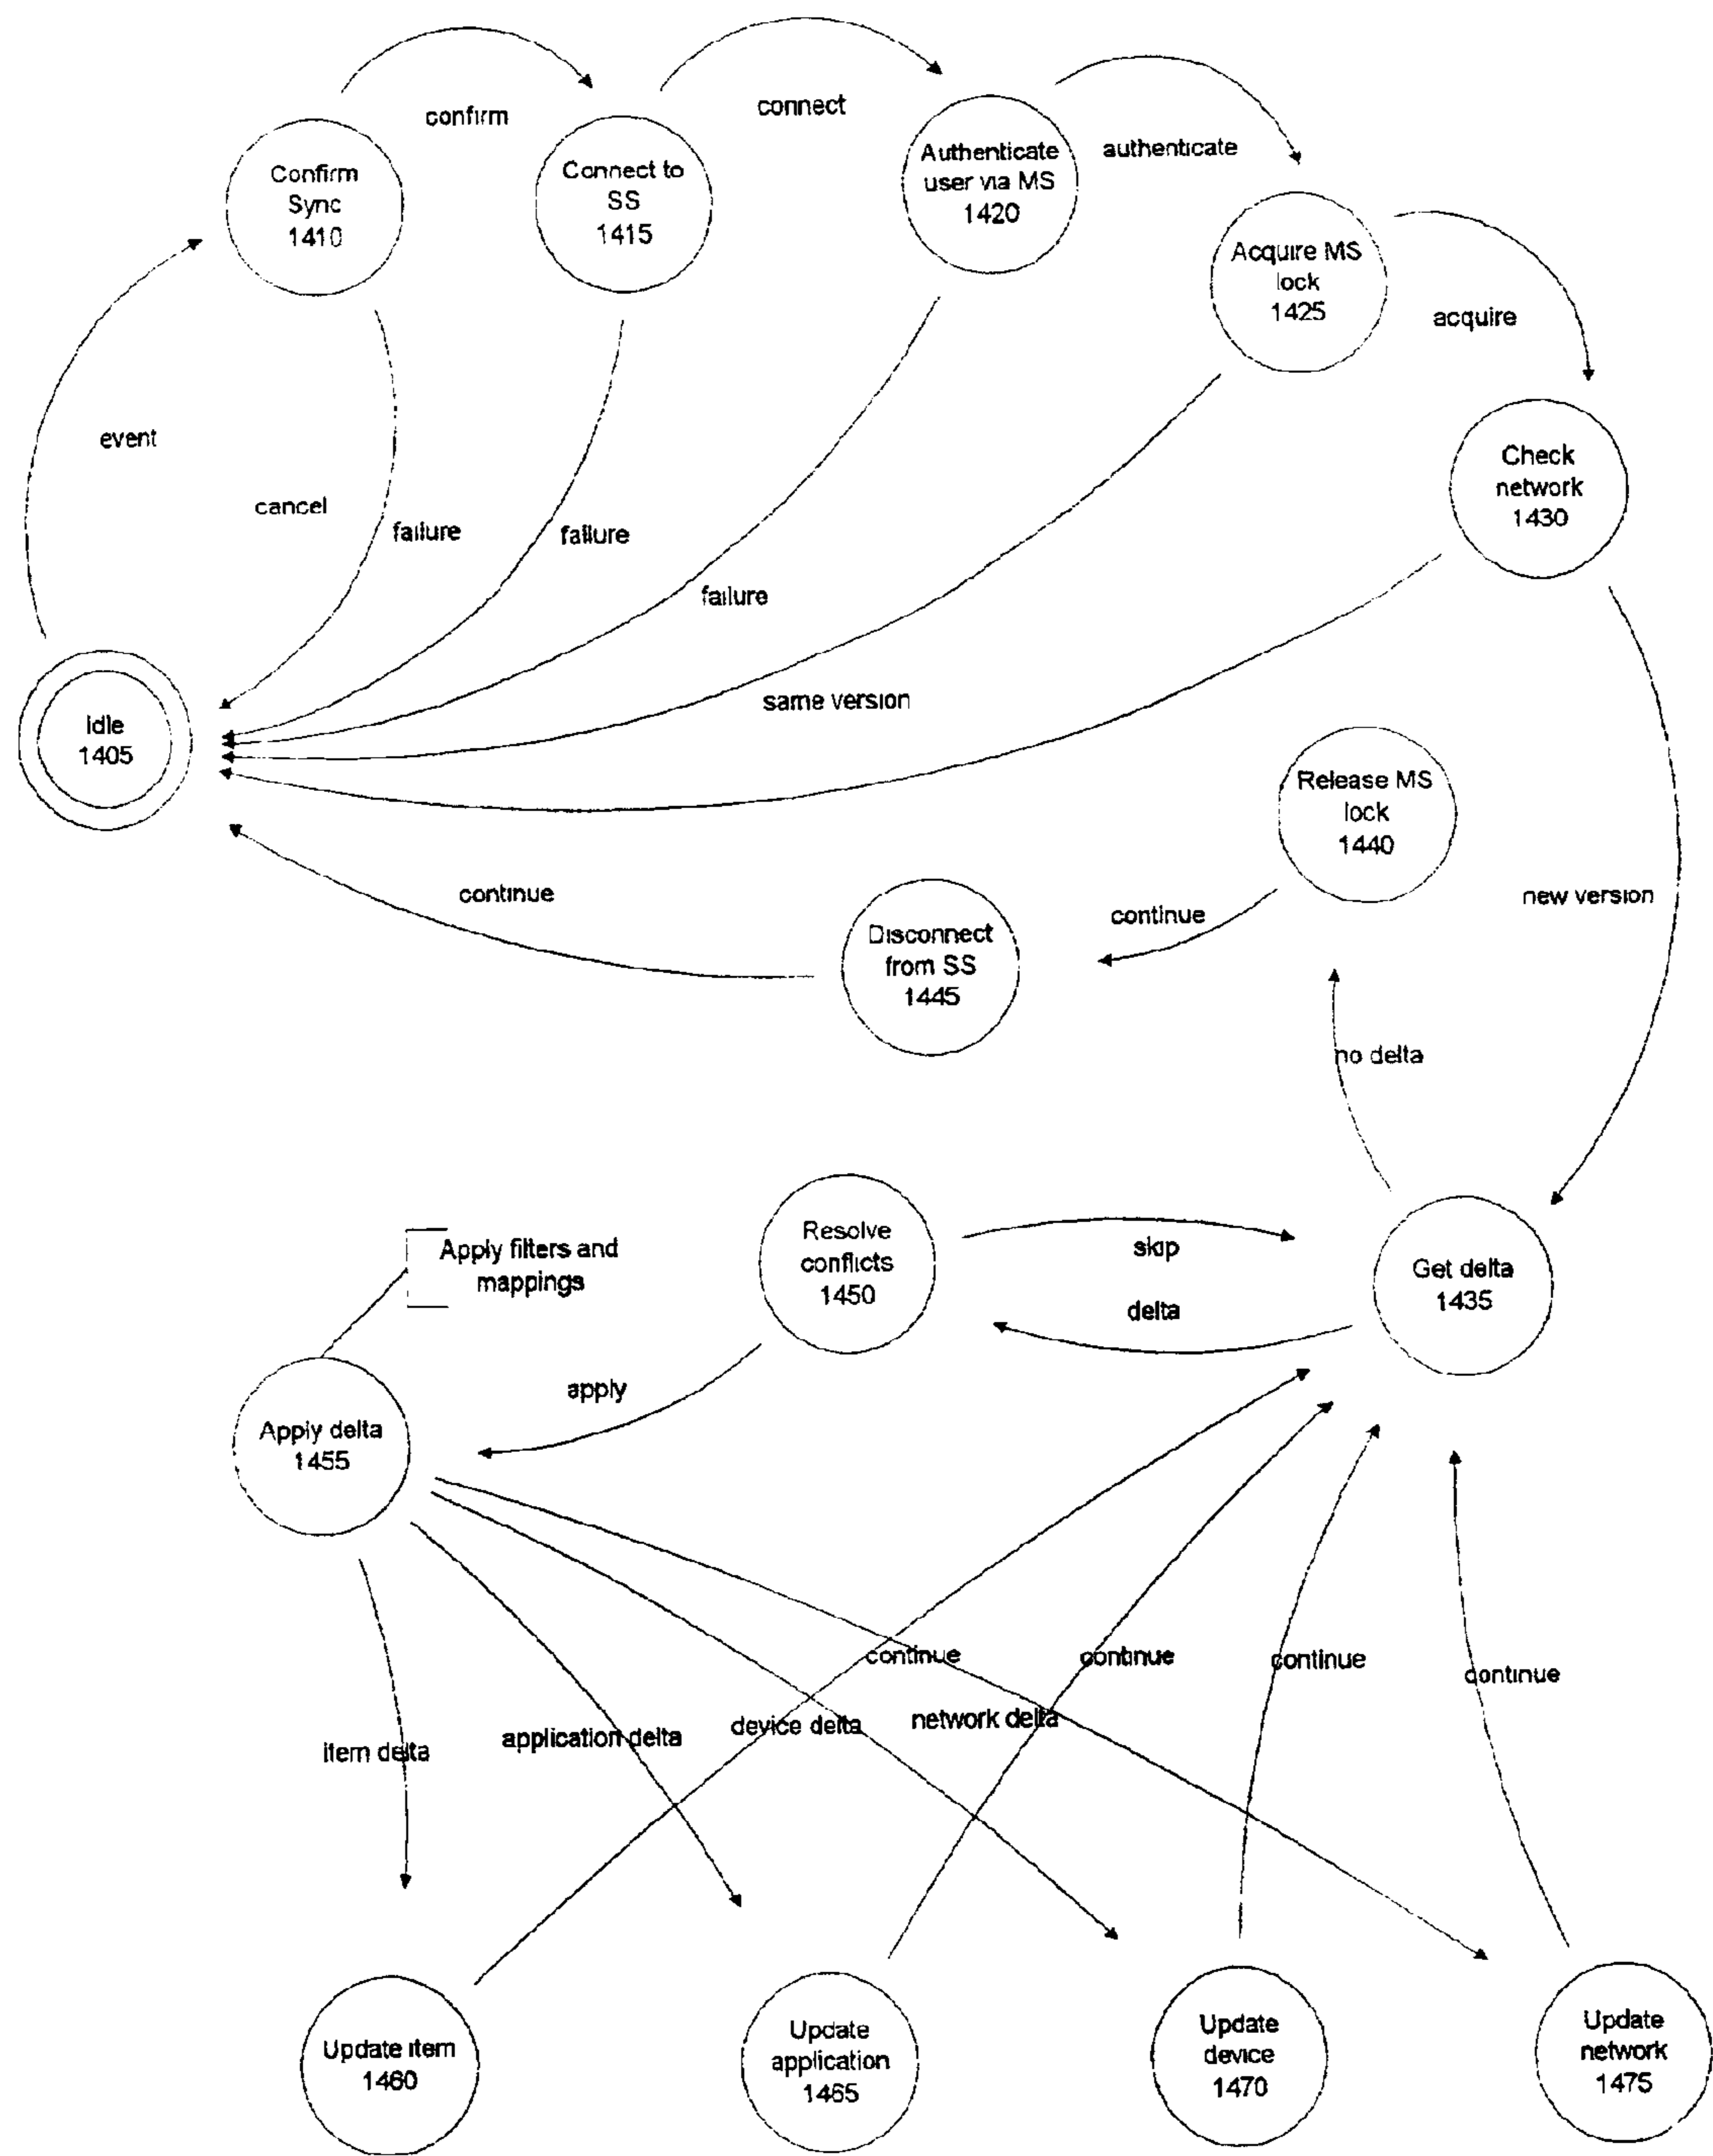 confirm
connect
authenticate
Confirm
Sync
1410
Connect to
SS
1415
Authenticate
user via MS
1420
Acquire MS
lock
1425
acquire
event
cancel
failure
failure
failure
Check
network
1430
same version
Idle
1405
Release MS
lock
1440
new version
continue
continue
Disconnect
from SS
1445
no delta
Apply filters and
mappings
Resolve
conflicts
1450
skip
delta
Get delta
1435
apply
Apply delta
1455
continue
continue
continue
continue
item delta
application delta
device delta
network delta
Update item
1460
Update
application
1465
Update
device
1470
Update
network
1475